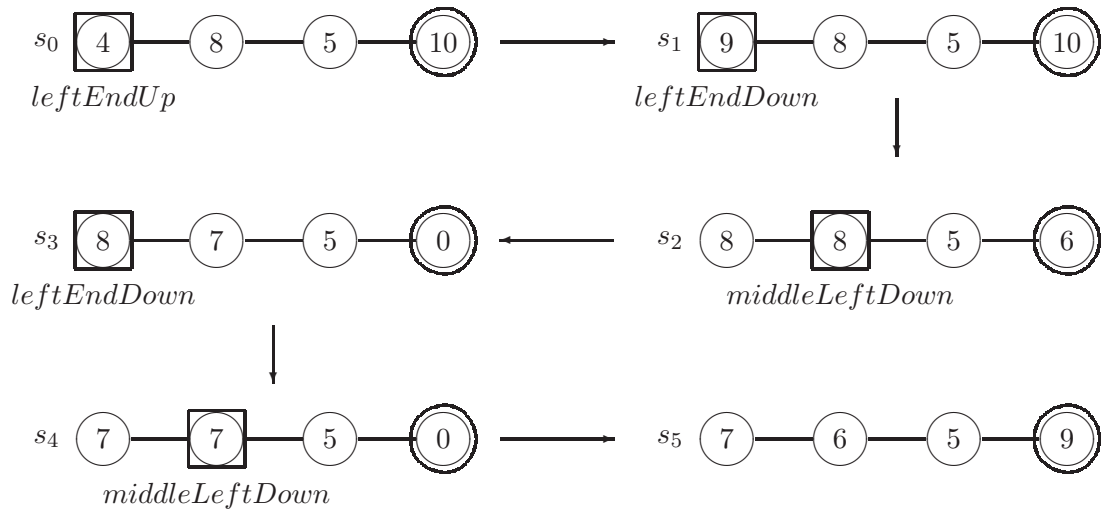 s0 4 8 5 10 s1 9 8 5 10
leftEndUp leftEndDown
s3 8 7 5 0 s2 8 8 5 6
leftEndDown middleLeftDown
s4 7 7 5 0 s5 7 6 5 9
middleLeftDown